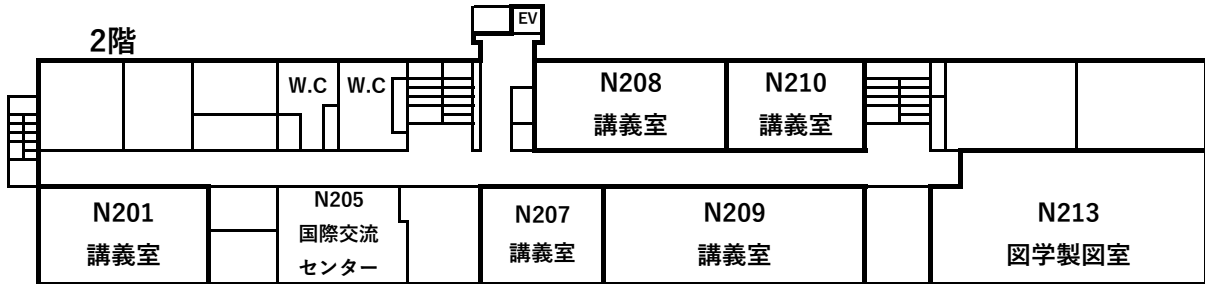 EV
2階
W.C
W.C
N208
講義室
N210
講義室
N201
講義室
N205
国際交流
センター
N207
講義室
N209
講義室
N213
図学製図室